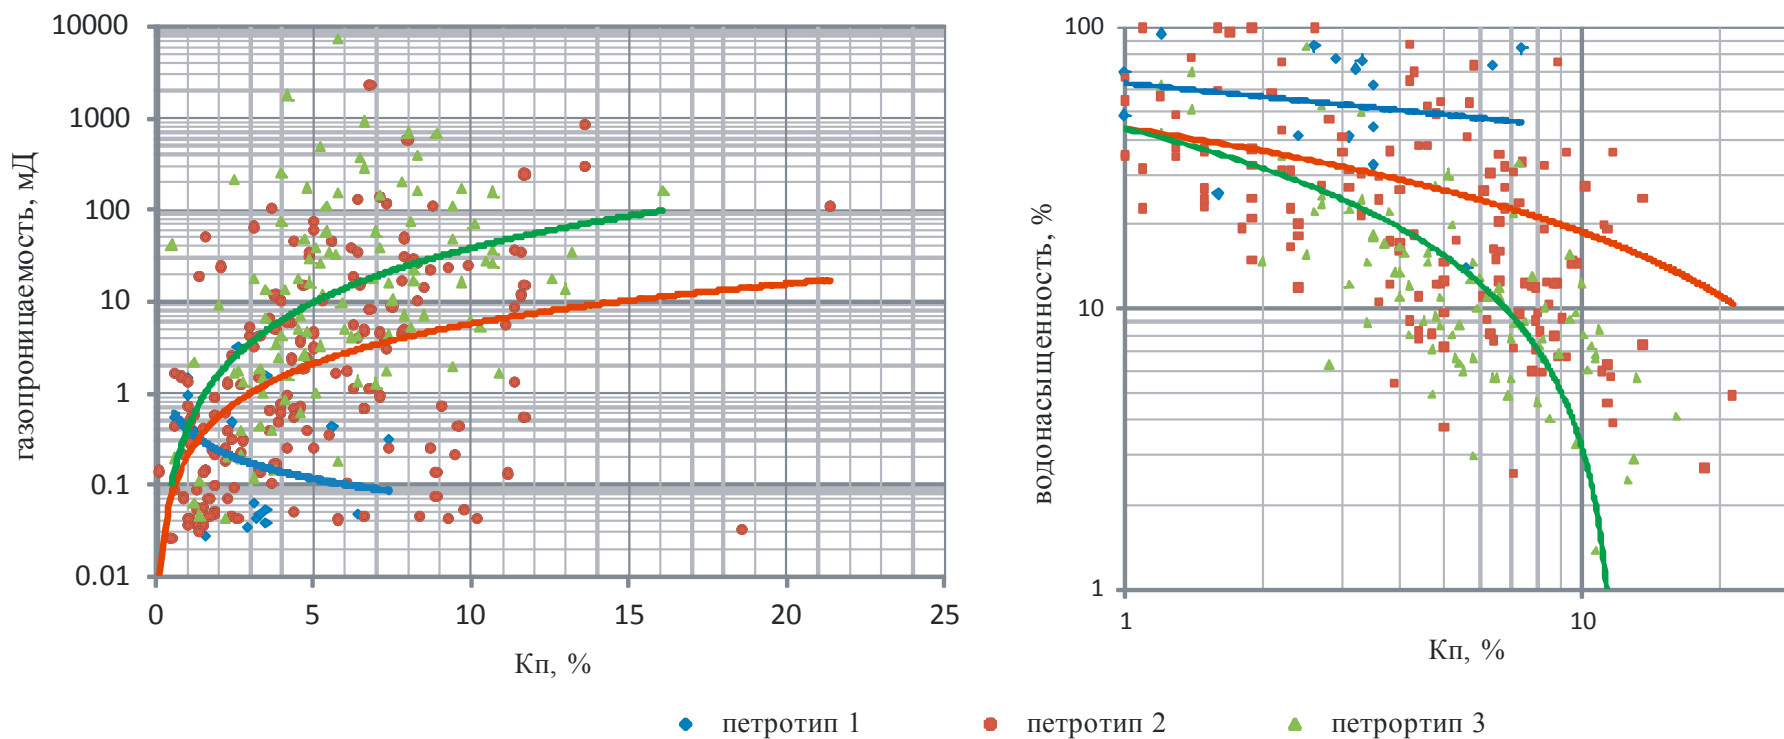 газопроницаемость, мД
10000
1000
100
10
1
0.1
0.01
0 5 10 15 20 25
Кп, %
водонасыщенность, %
100
10
1
1 10
Кп, %
петротип 1 петротип 2 петрортип 3